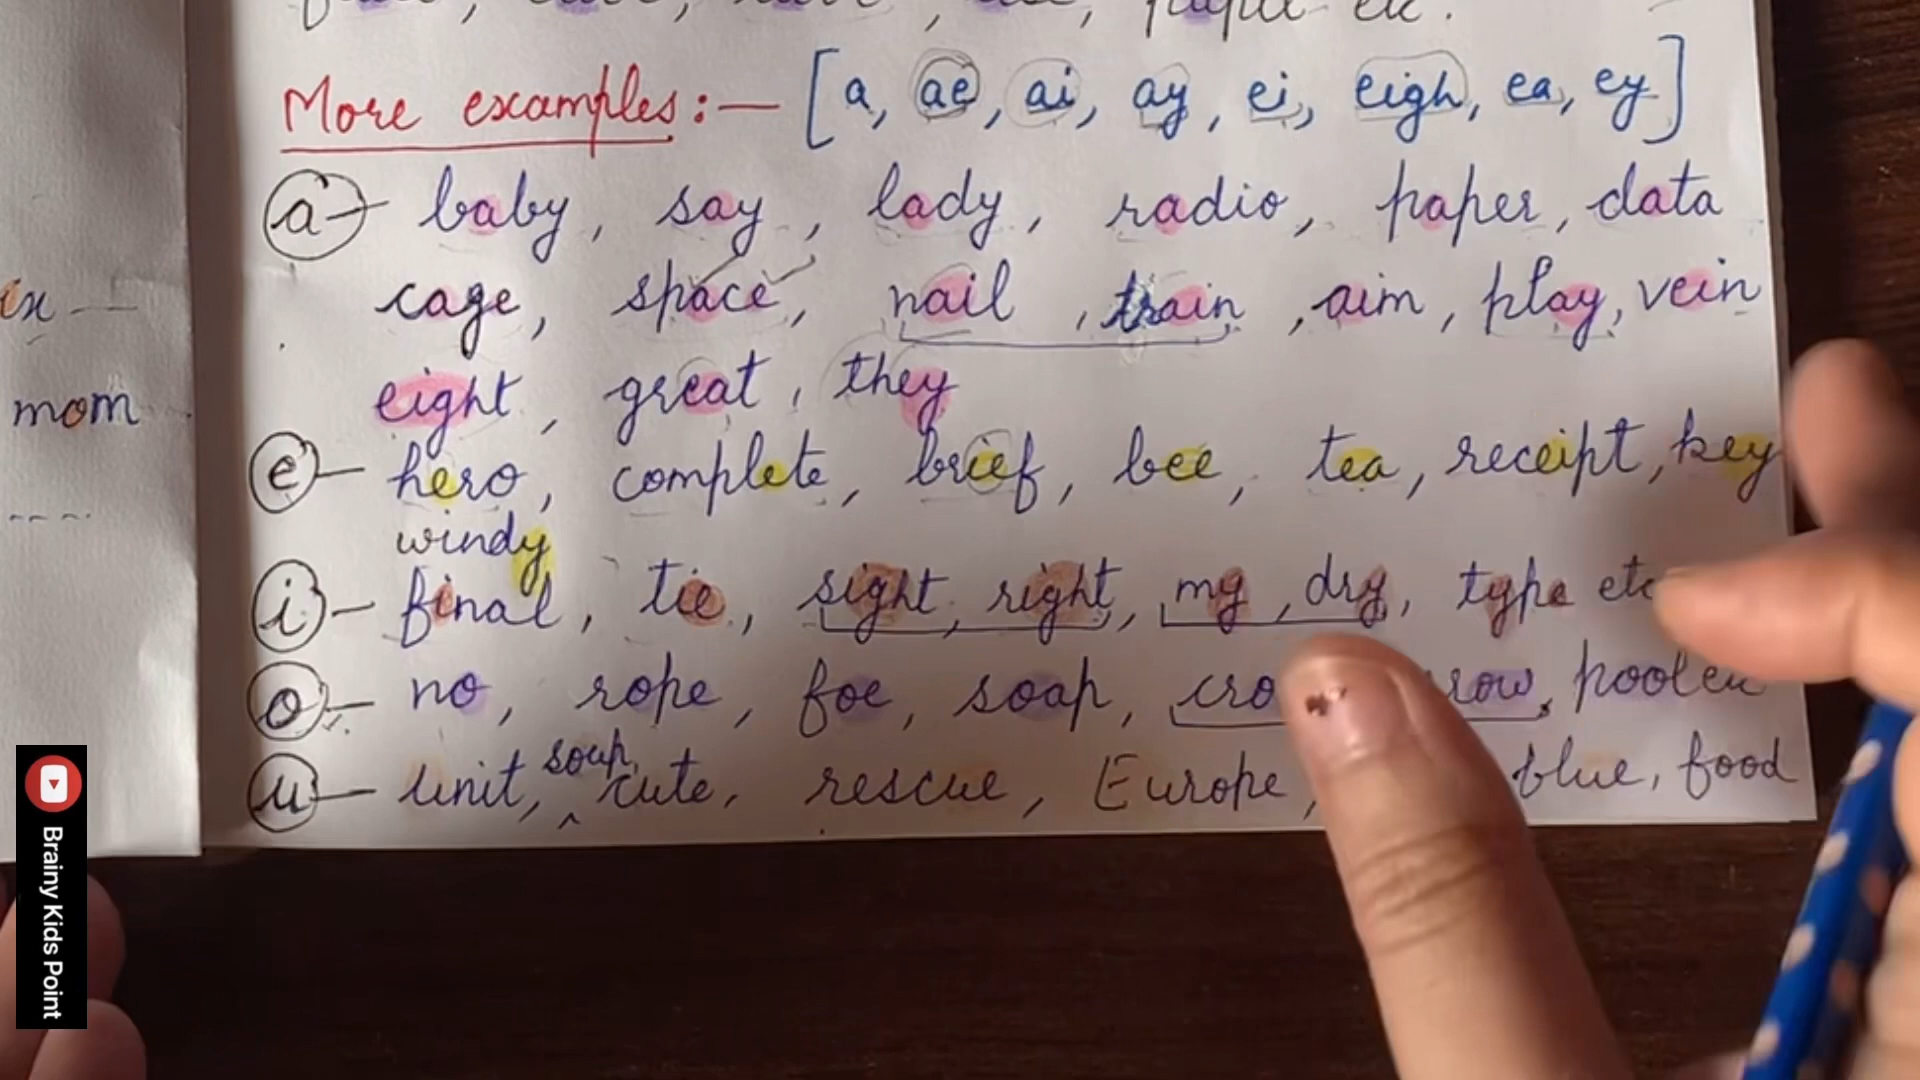 etc.
More examples:— [a, ae, ai, ay, ei, eigh, ea, ey]
a — baby, say, lady, radio, paper, data
cage, space, nail, train, aim, play, vein
eight, great, they
e — hero, complete, brief, bee, tea, receipt, key
windy
i — final, tie, sight, right, my, dry, type etc
o — no, rope, foe, soap, cro row,
soup
u — unit, ^ cute, rescue, Europe, blue, food
ix —
mom
Brainy Kids Point